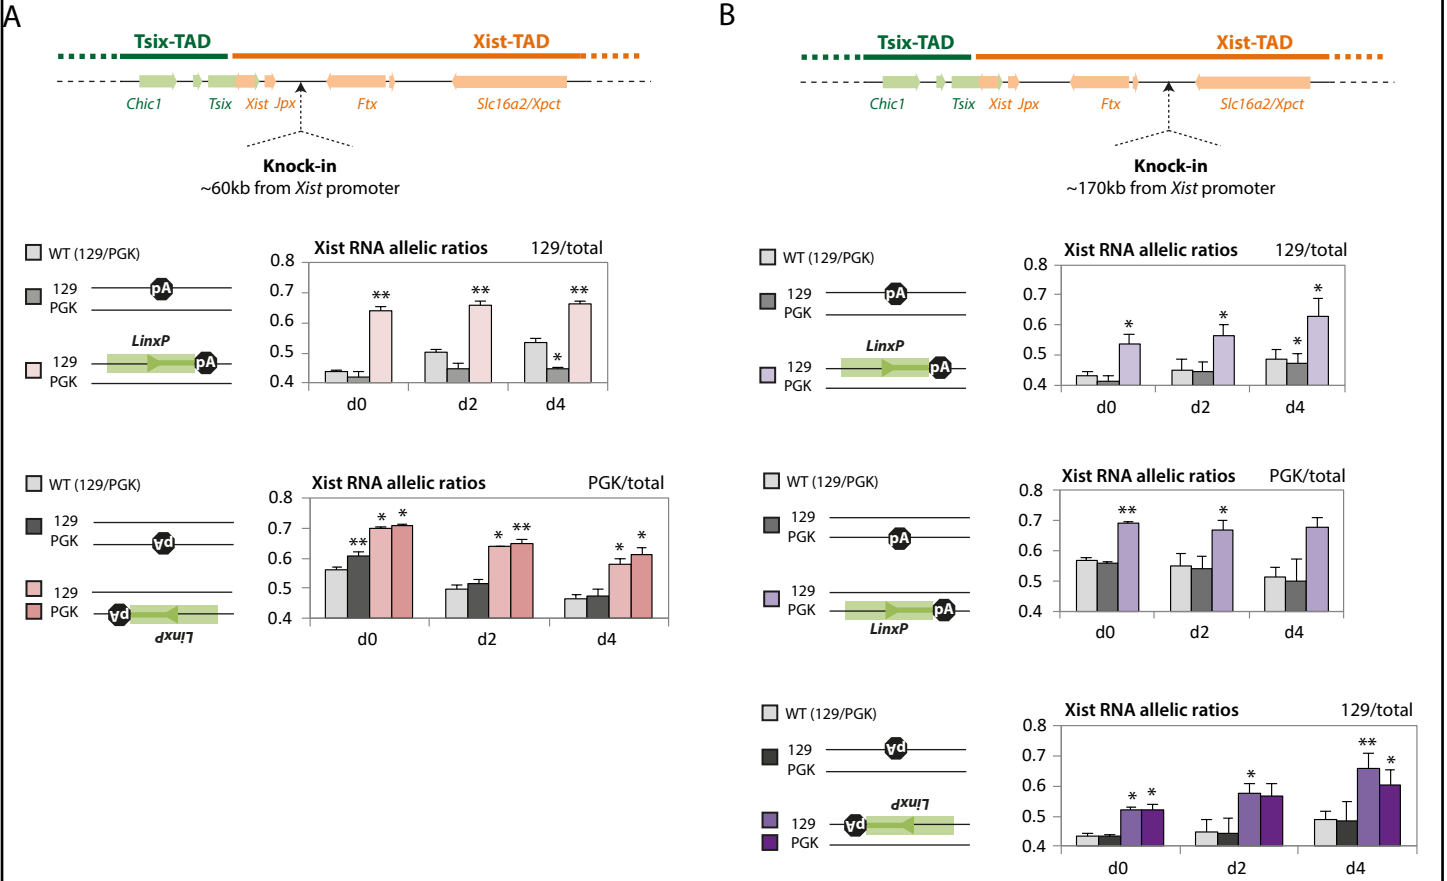 A
Tsix-TAD
Xist-TAD
Chic1
Tsix
Xist
Jpx
Ftx
Slc16a2/Xpct
Knock-in
~60kb from Xist promoter
WT (129/PGK)
129
PGK
pA
LinxP
129
PGK
pA
Xist RNA allelic ratios
129/total
0.8
0.7
0.6
0.5
0.4
**
**
*
**
d0
d2
d4
WT (129/PGK)
129
PGK
pA
129
PGK
pA
LinxP
Xist RNA allelic ratios
PGK/total
0.8
0.7
0.6
0.5
0.4
**
*
*
*
**
*
*
d0
d2
d4
B
Tsix-TAD
Xist-TAD
Chic1
Tsix
Xist
Jpx
Ftx
Slc16a2/Xpct
Knock-in
~170kb from Xist promoter
WT (129/PGK)
129
PGK
pA
LinxP
129
PGK
pA
Xist RNA allelic ratios
129/total
0.8
0.7
0.6
0.5
0.4
*
*
*
*
d0
d2
d4
WT (129/PGK)
129
PGK
pA
129
PGK
pA
LinxP
Xist RNA allelic ratios
PGK/total
0.8
0.7
0.6
0.5
0.4
**
*
d0
d2
d4
WT (129/PGK)
129
PGK
pA
LinxP
129
PGK
pA
Xist RNA allelic ratios
129/total
0.8
0.7
0.6
0.5
0.4
*
*
*
**
*
d0
d2
d4